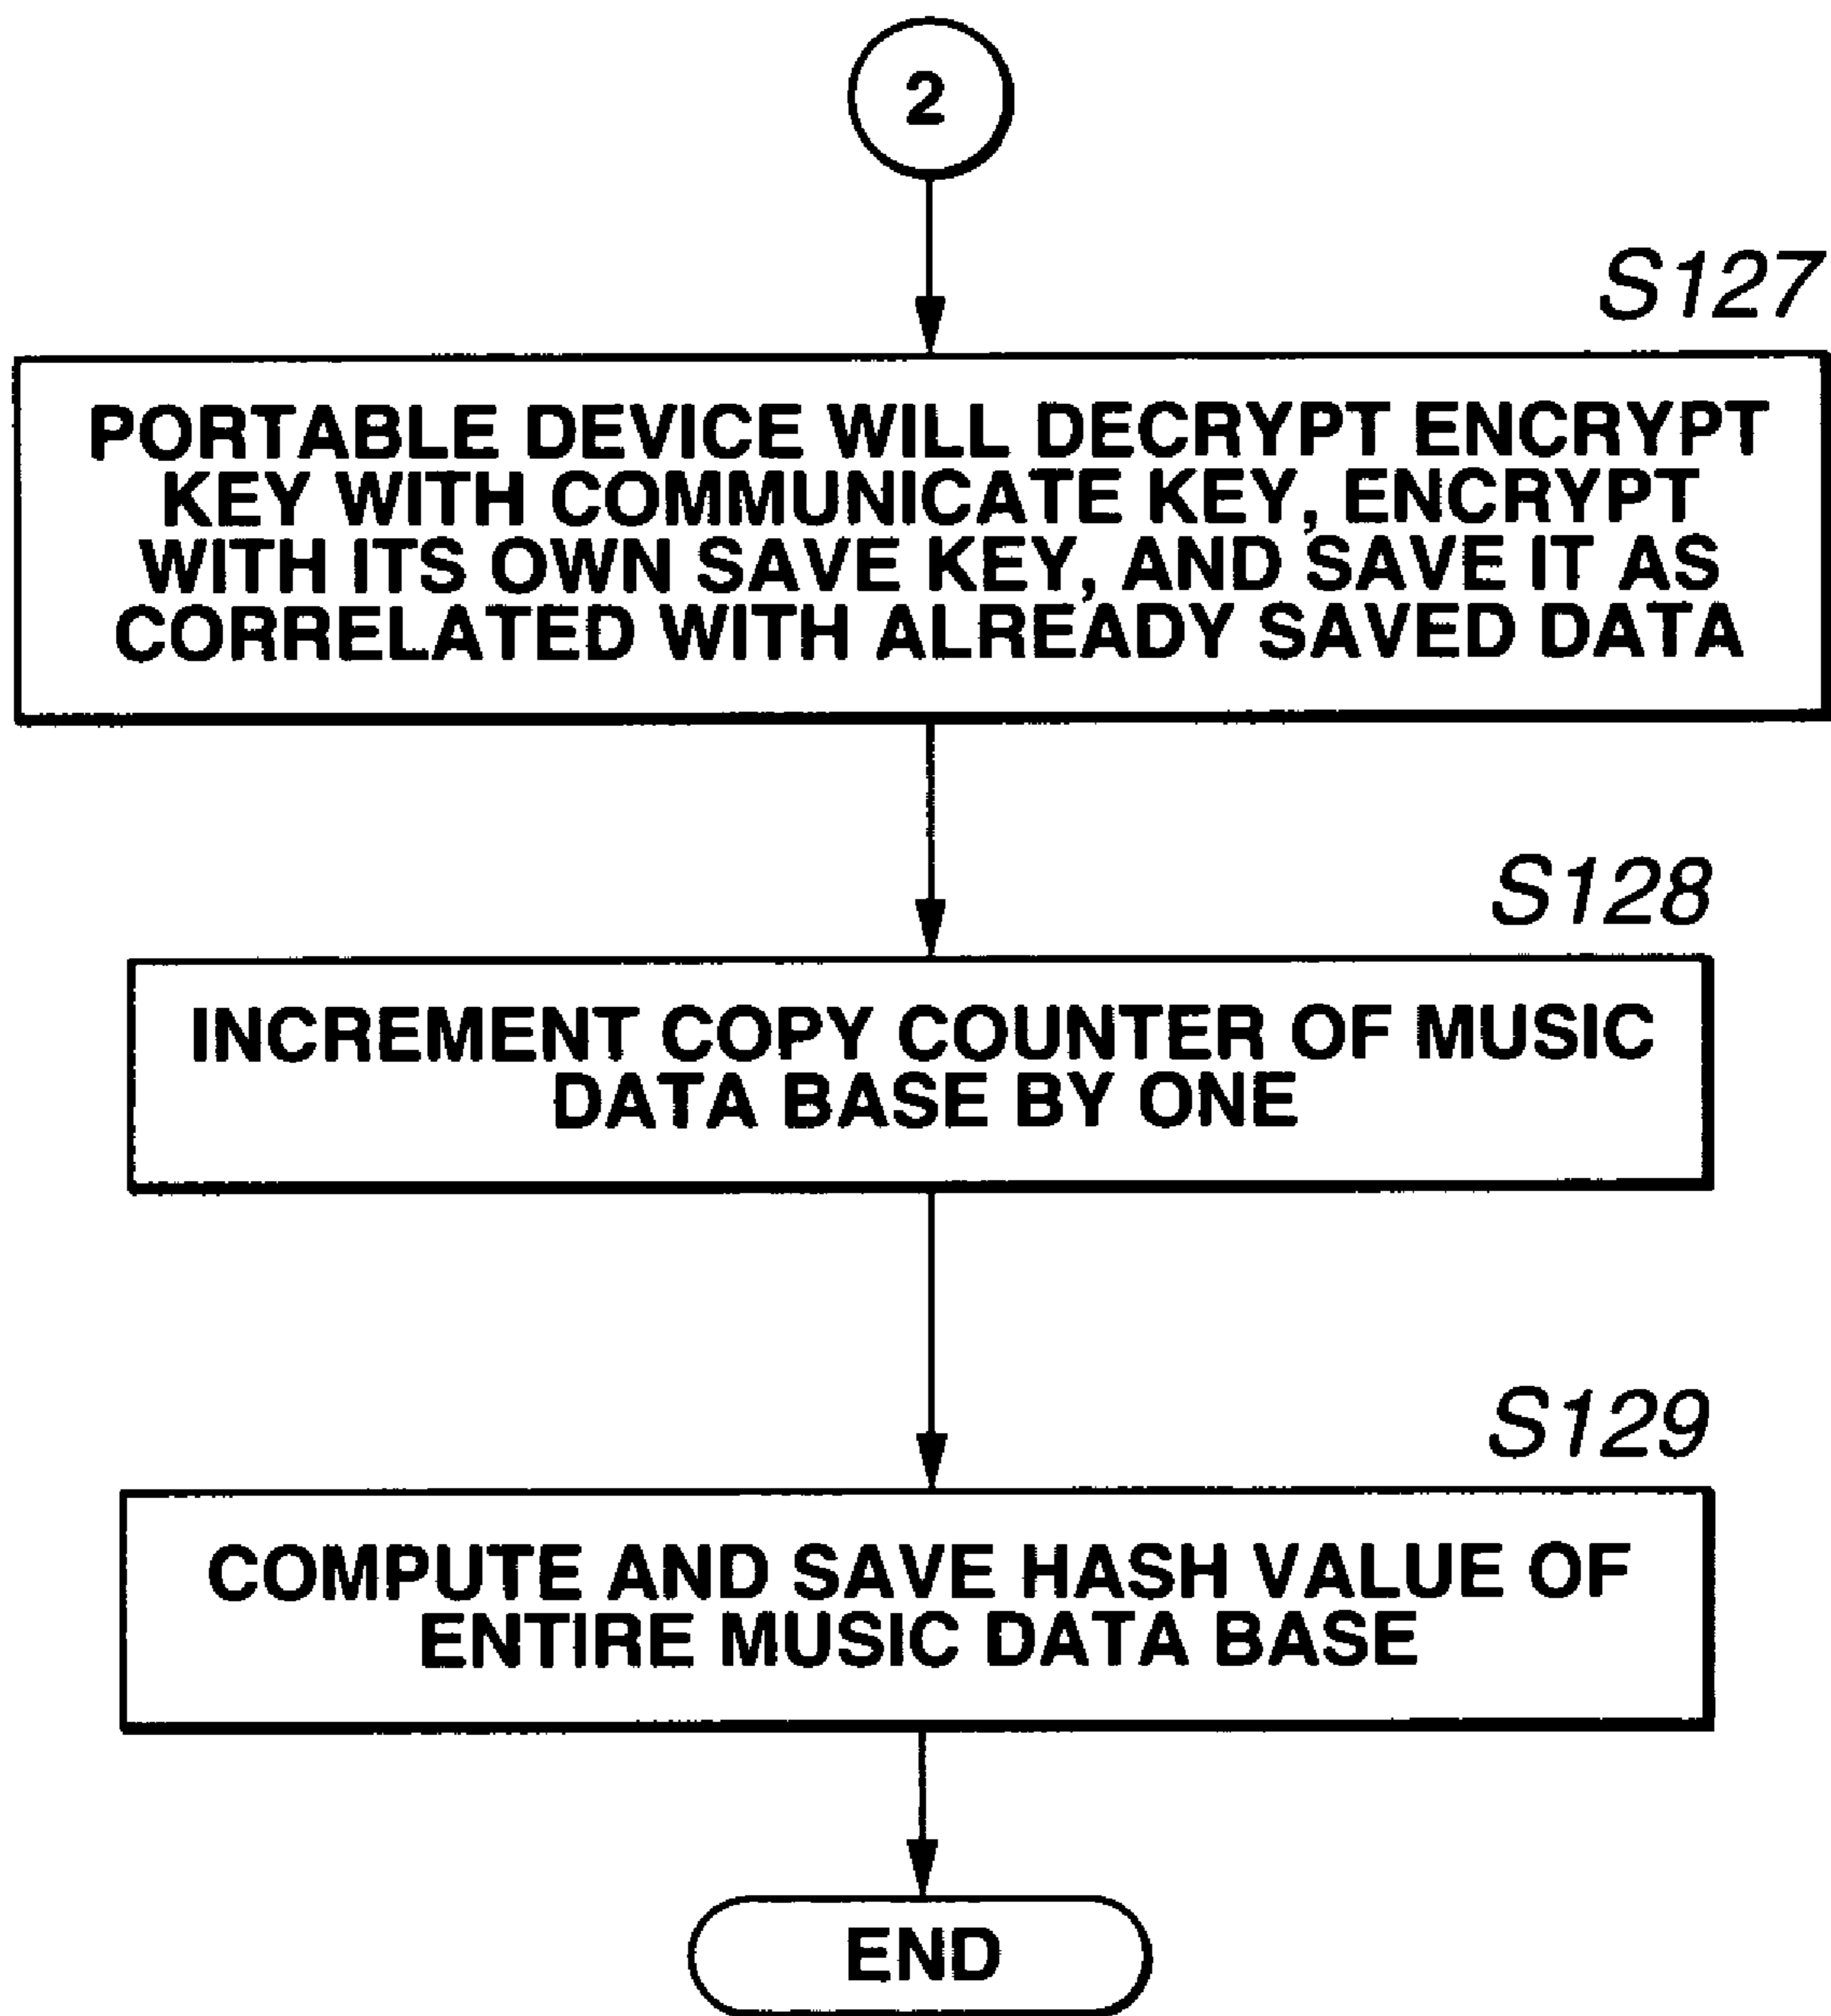 2
S127
PORTABLE DEVICE WILL DECRYPT ENCRYPT
KEY WITH COMMUNICATE KEY, ENCRYPT
WITH ITS OWN SAVE KEY, AND SAVE IT AS
CORRELATED WITH ALREADY SAVED DATA
S128
INCREMENT COPY COUNTER OF MUSIC
DATA BASE BY ONE
S129
COMPUTE AND SAVE HASH VALUE OF
ENTIRE MUSIC DATA BASE
END